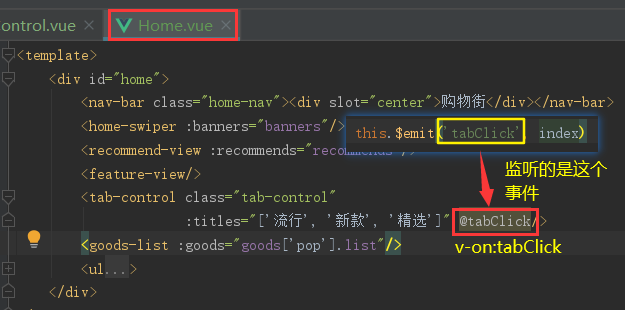 ontrol.vue × Home.vue ×
<template>
<div id="home">
<nav-bar class="home-nav"><div slot="center">购物街</div></nav-bar>
<home-swiper :banners="banners"/>
this.$emit('tabClick', index)
<recommend-view :recommends="recommends"/>
<feature-view/>
监听的是这个
事件
<tab-control class="tab-control"
:titles="['流行', '新款', '精选']" @tabClick/>
<goods-list :goods="goods['pop'].list"/>
v-on:tabClick
<ul...>
</div>